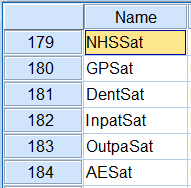 Name
179 NHSSat
180 GPSat
181 DentSat
182 InpatSat
183 OutpaSat
184 AESat